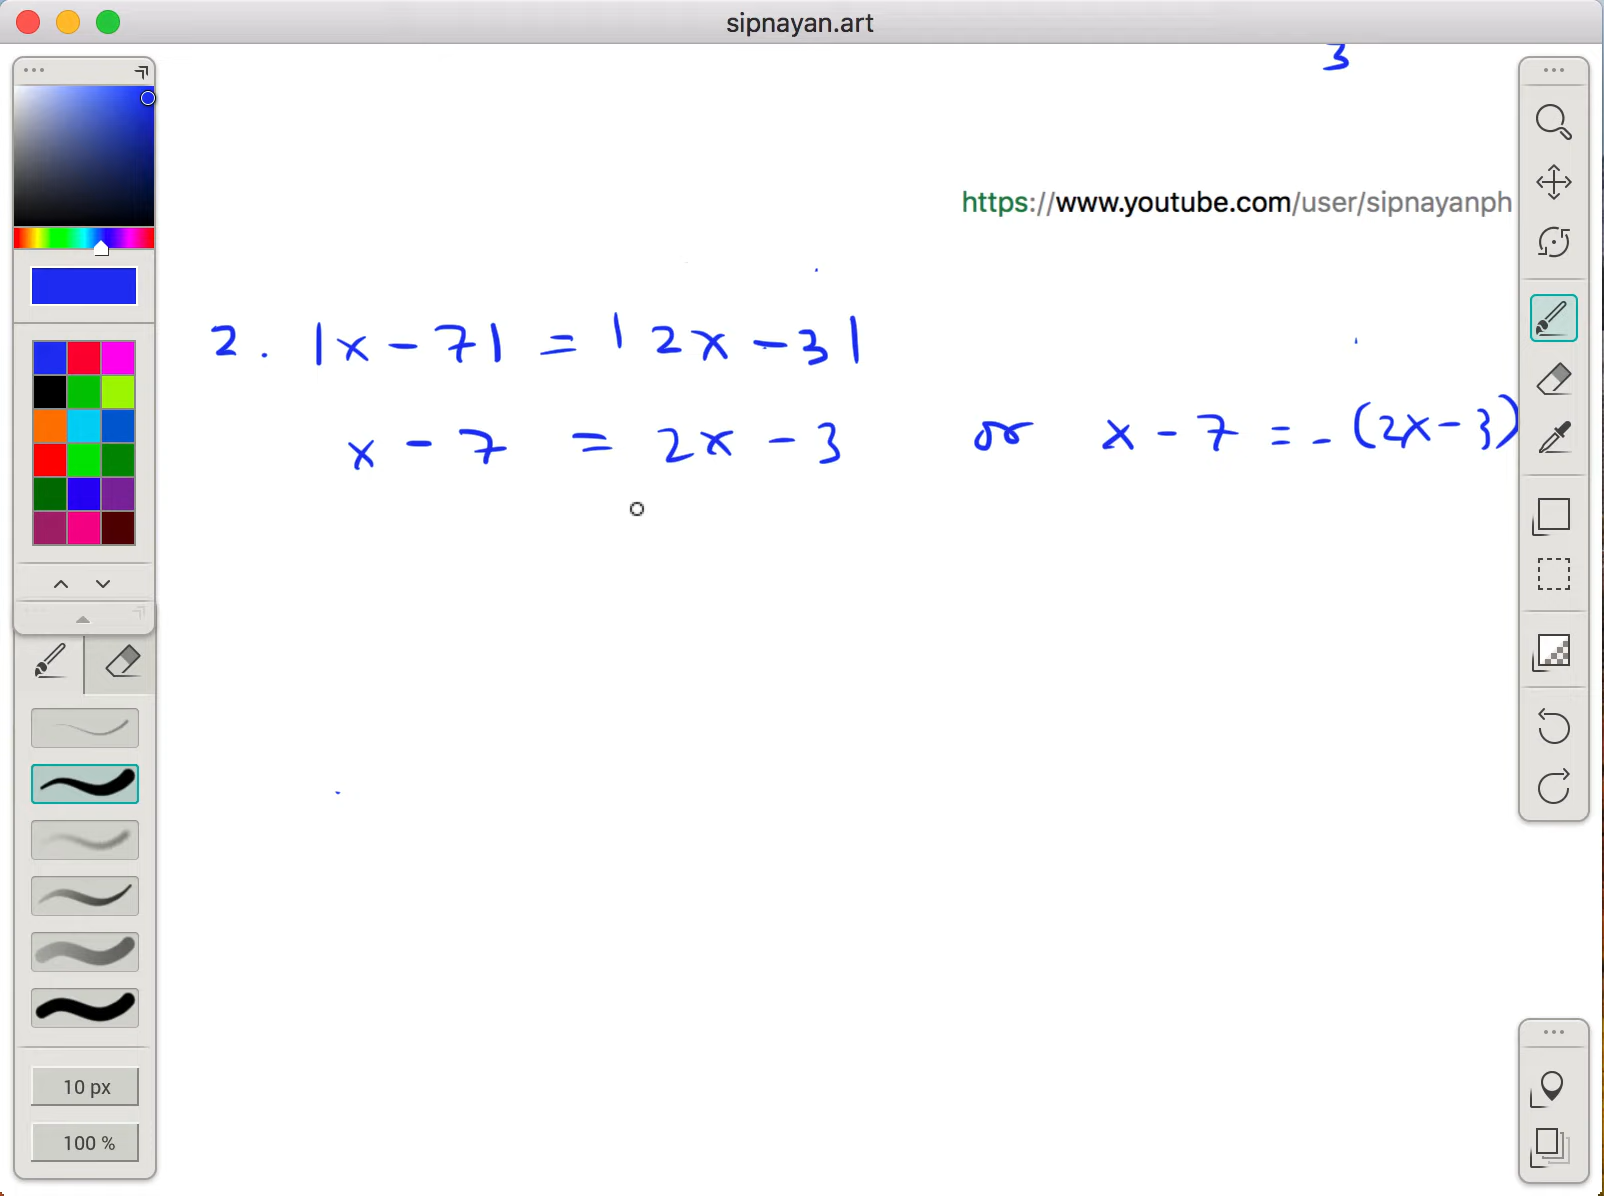 sipnayan.art
3
https://www.youtube.com/user/sipnayanph
2. |x - 7| = |2x - 3|
x - 7 = 2x - 3 or x - 7 = - (2x - 3)
10 px
100 %